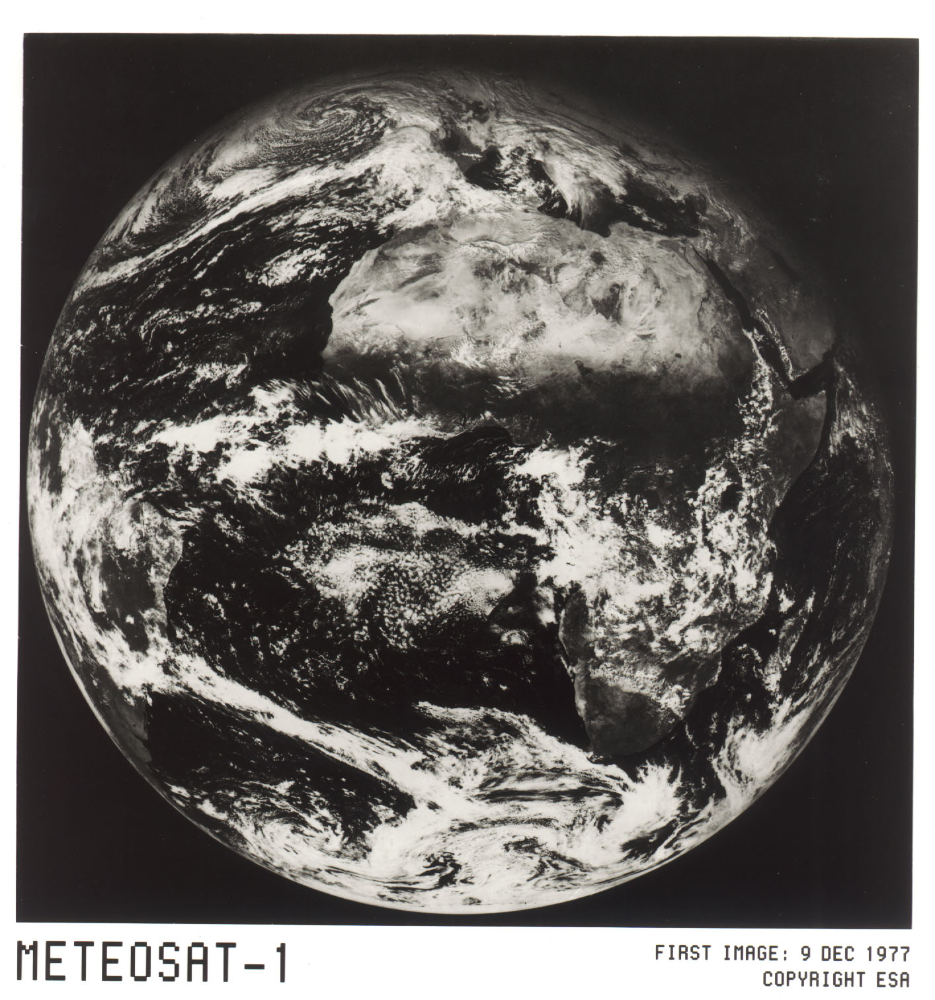 METEOSAT-1
FIRST IMAGE: 9 DEC 1977
COPYRIGHT ESA